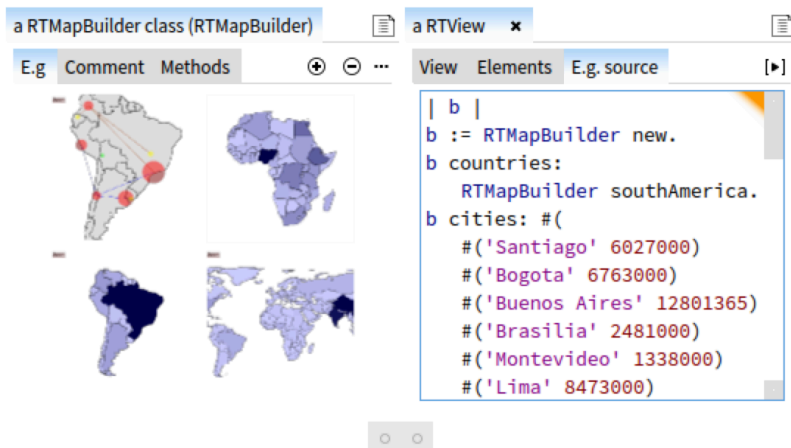 a RTMapBuilder class (RTMapBuilder)
E.g Comment Methods
a RTView
View Elements E.g. source
| b |
b := RTMapBuilder new.
b countries:
RTMapBuilder southAmerica.
b cities: #(
#('Santiago' 6027000)
#('Bogota' 6763000)
#('Buenos Aires' 12801365)
#('Brasilia' 2481000)
#('Montevideo' 1338000)
#('Lima' 8473000)